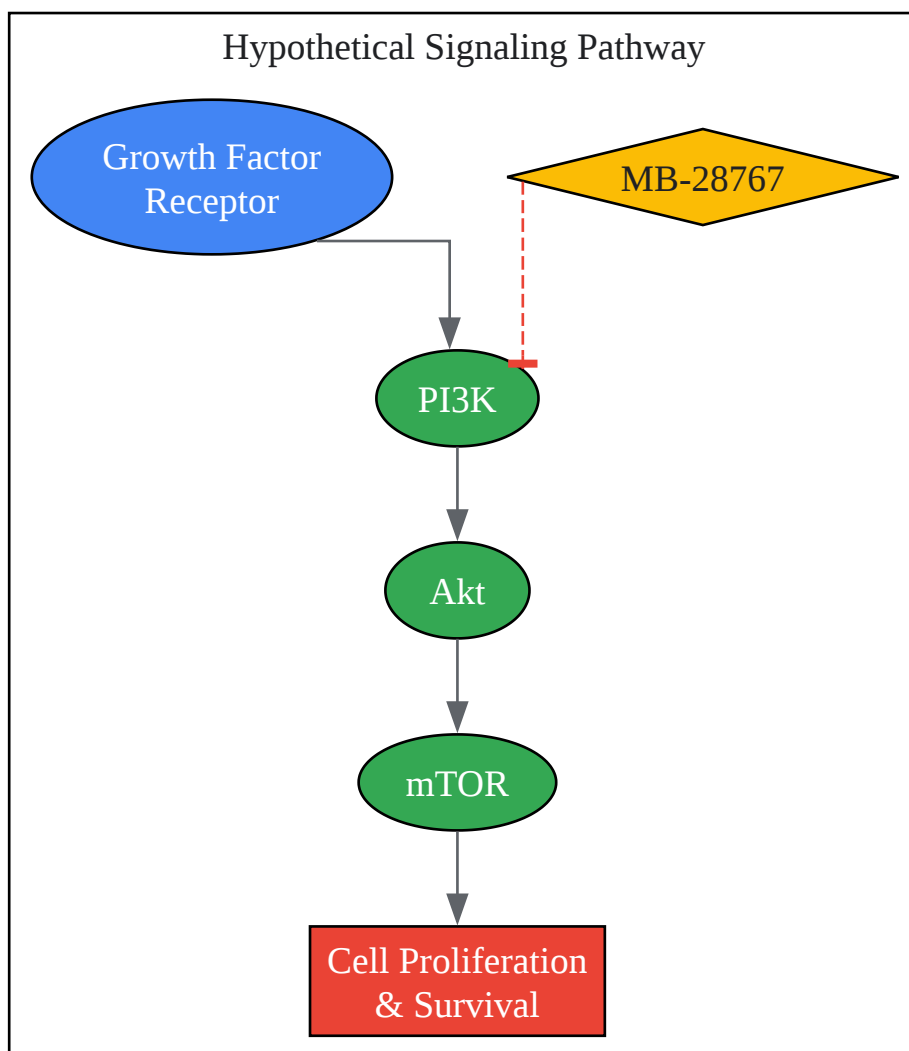 Hypothetical Signaling Pathway
Growth Factor
Receptor
MB-28767
PI3K
Akt
mTOR
Cell Proliferation
& Survival